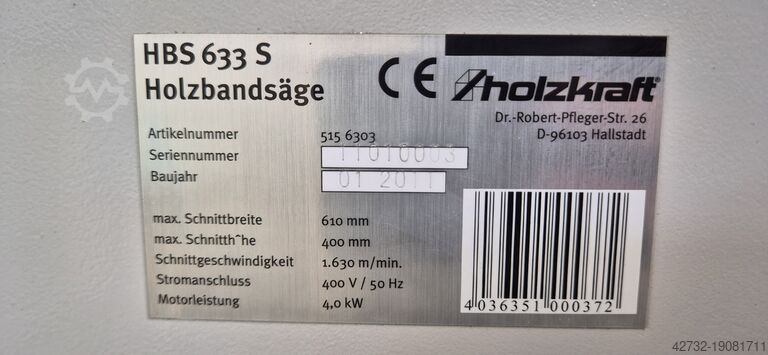 HBS 633 S
Holzbandsäge
CE
holzkraft®
Dr.-Robert-Pfleger-Str. 26
D-96103 Hallstadt
Artikelnummer 515 6303
Seriennummer 11010003
Baujahr 01 2011
max. Schnittbreite 610 mm
max. Schnitth^he 400 mm
Schnittgeschwindigkeit 1.630 m/min.
Stromanschluss 400 V / 50 Hz
Motorleistung 4,0 kW
4 036351 000372
42732-19081711